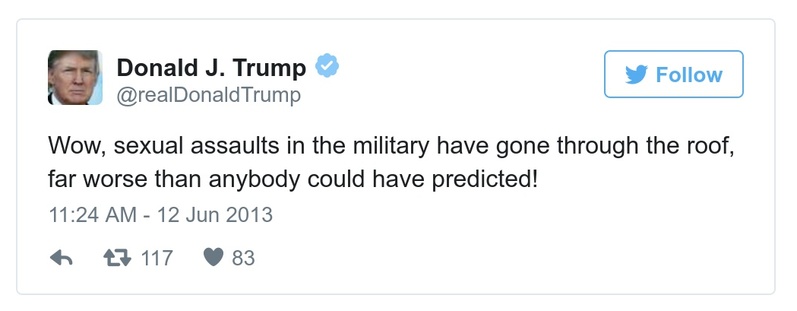 Donald J. Trump
@realDonaldTrump
Follow
Wow, sexual assaults in the military have gone through the roof,
far worse than anybody could have predicted!
11:24 AM - 12 Jun 2013
117 83